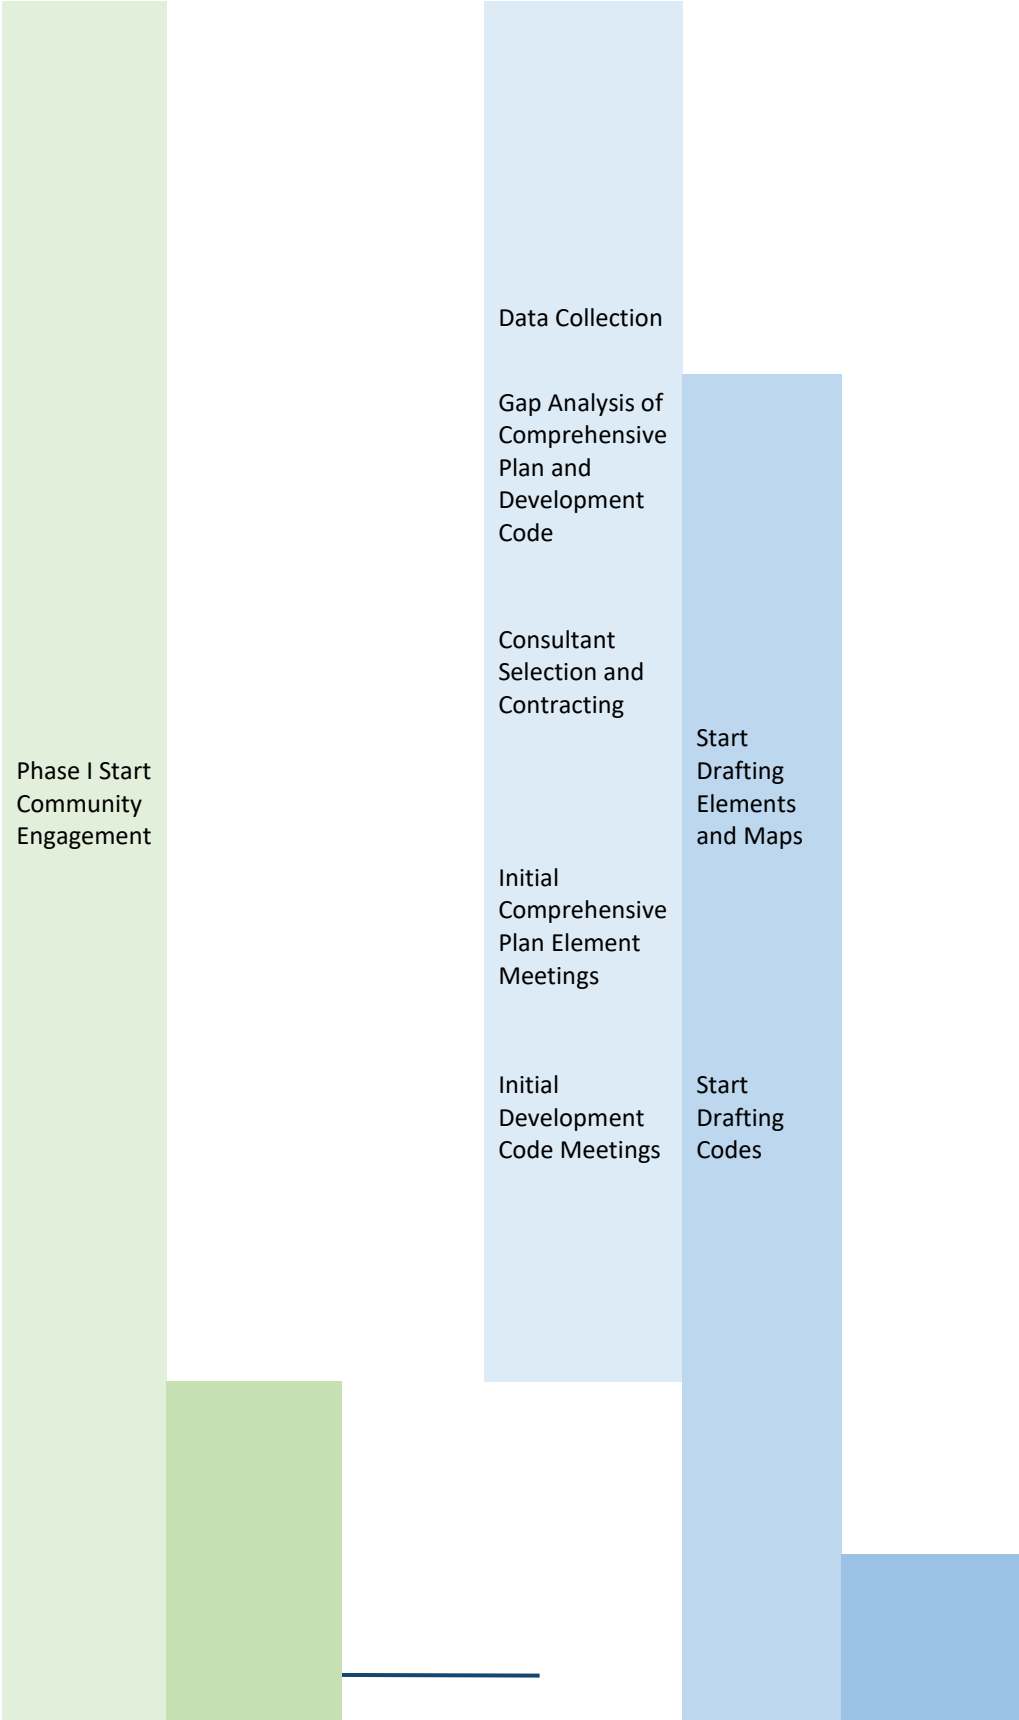 Phase I Start
Community
Engagement
Data Collection
Gap Analysis of
Comprehensive
Plan and
Development
Code
Consultant
Selection and
Contracting
Initial
Comprehensive
Plan Element
Meetings
Initial
Development
Code Meetings
Start
Drafting
Elements
and Maps
Start
Drafting
Codes